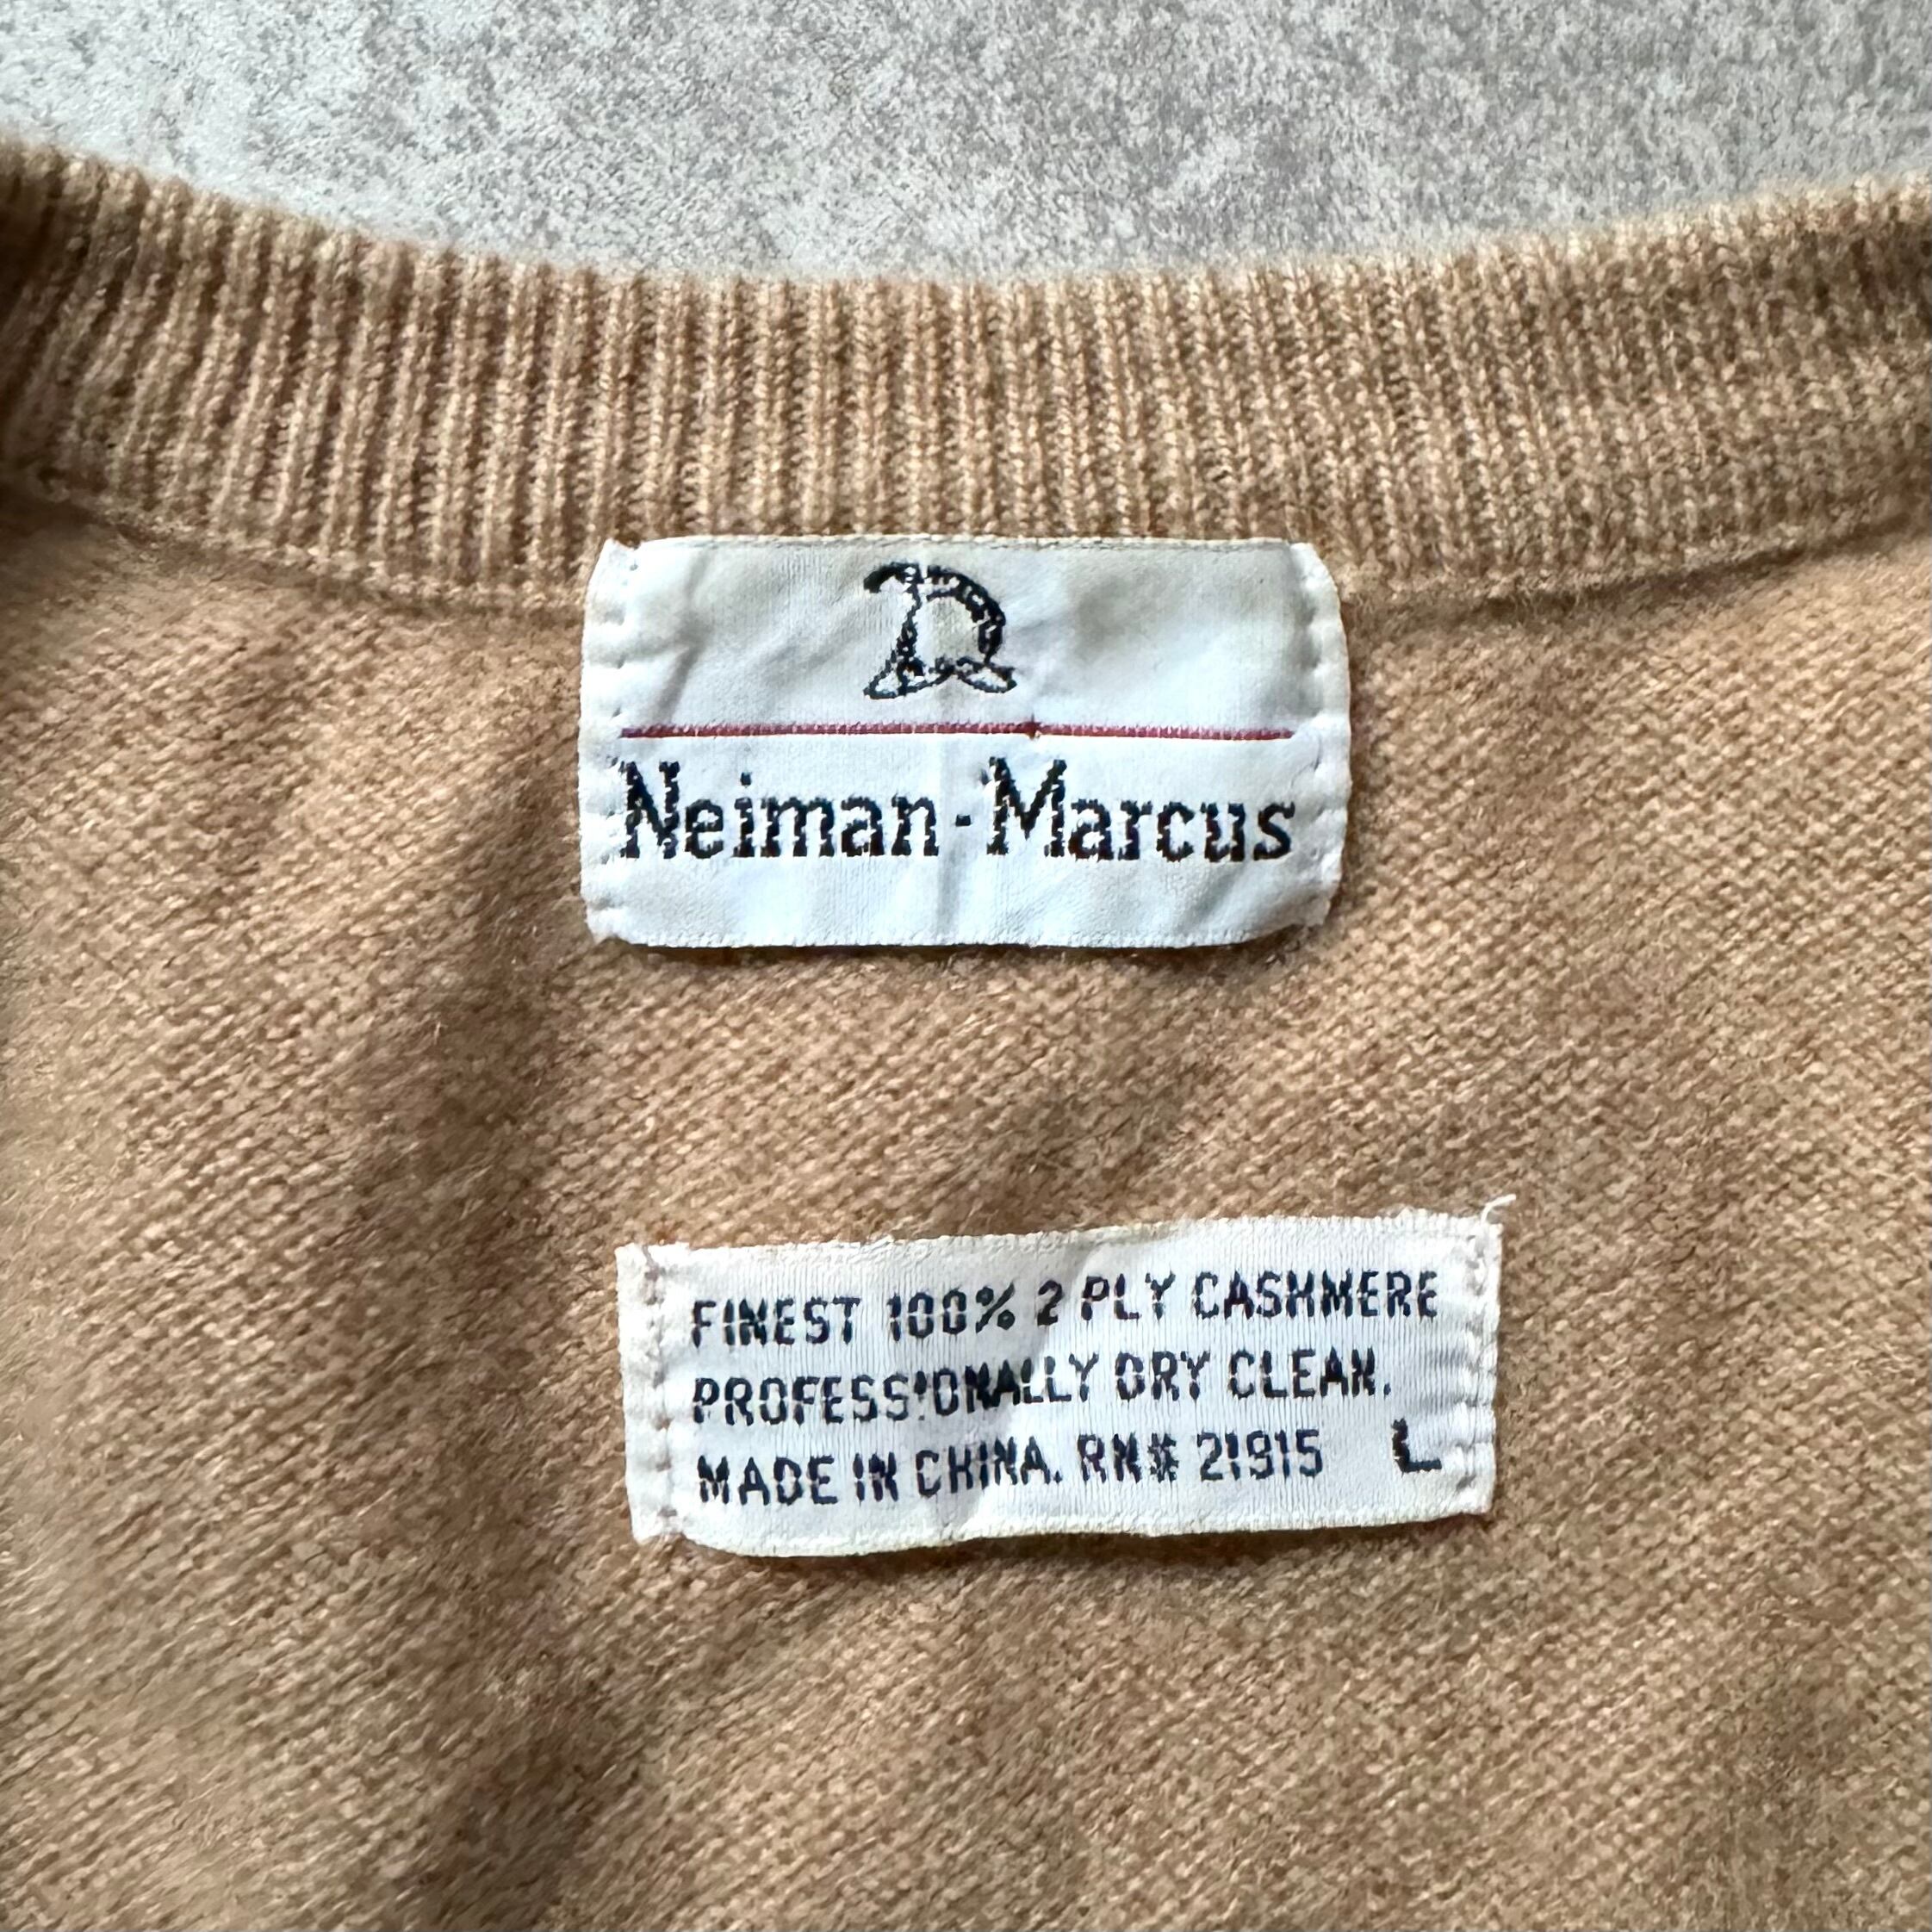 Neiman-Marcus
FINEST 100% 2 PLY CASHMERE
PROFESSIONALLY DRY CLEAN.
MADE IN CHINA. RN# 21915 L